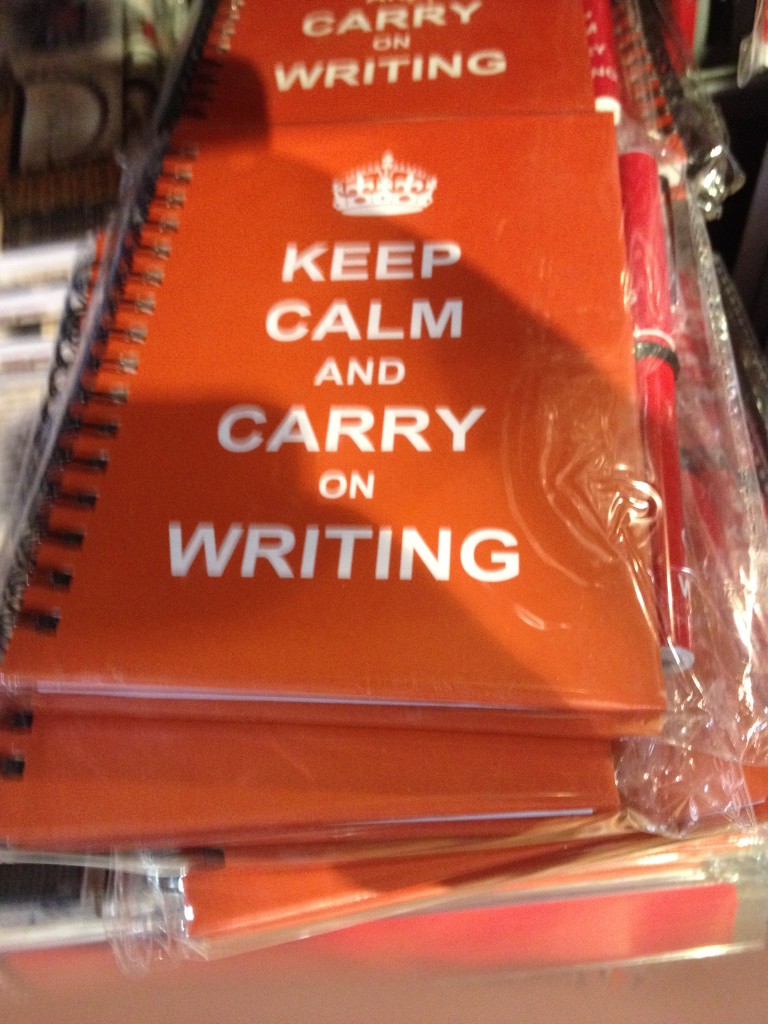 CARRY
ON
WRITING
KEEP
CALM
AND
CARRY
ON
WRITING